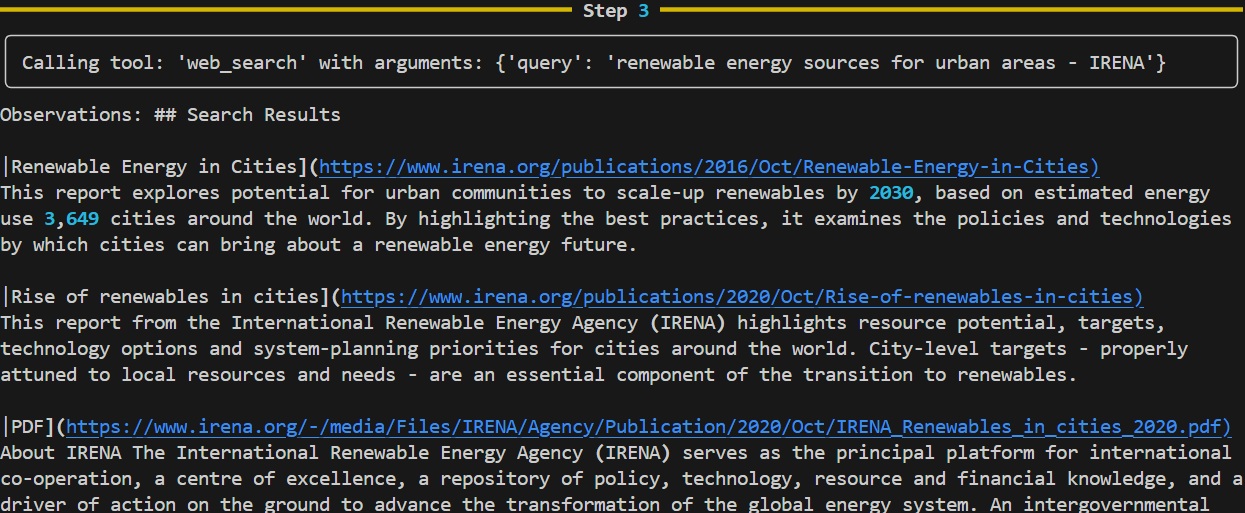 Step 3
Calling tool: 'web_search' with arguments: {'query': 'renewable energy sources for urban areas - IRENA'}
Observations: ## Search Results
|Renewable Energy in Cities](https://www.irena.org/publications/2016/Oct/Renewable-Energy-in-Cities)
This report explores potential for urban communities to scale-up renewables by 2030, based on estimated energy
use 3,649 cities around the world. By highlighting the best practices, it examines the policies and technologies
by which cities can bring about a renewable energy future.
|Rise of renewables in cities](https://www.irena.org/publications/2020/Oct/Rise-of-renewables-in-cities)
This report from the International Renewable Energy Agency (IRENA) highlights resource potential, targets,
technology options and system-planning priorities for cities around the world. City-level targets - properly
attuned to local resources and needs - are an essential component of the transition to renewables.
|PDF](https://www.irena.org/-/media/Files/IRENA/Agency/Publication/2020/Oct/IRENA_Renewables_in_cities_2020.pdf)
About IRENA The International Renewable Energy Agency (IRENA) serves as the principal platform for international
co-operation, a centre of excellence, a repository of policy, technology, resource and financial knowledge, and a
driver of action on the ground to advance the transformation of the global energy system. An intergovernmental